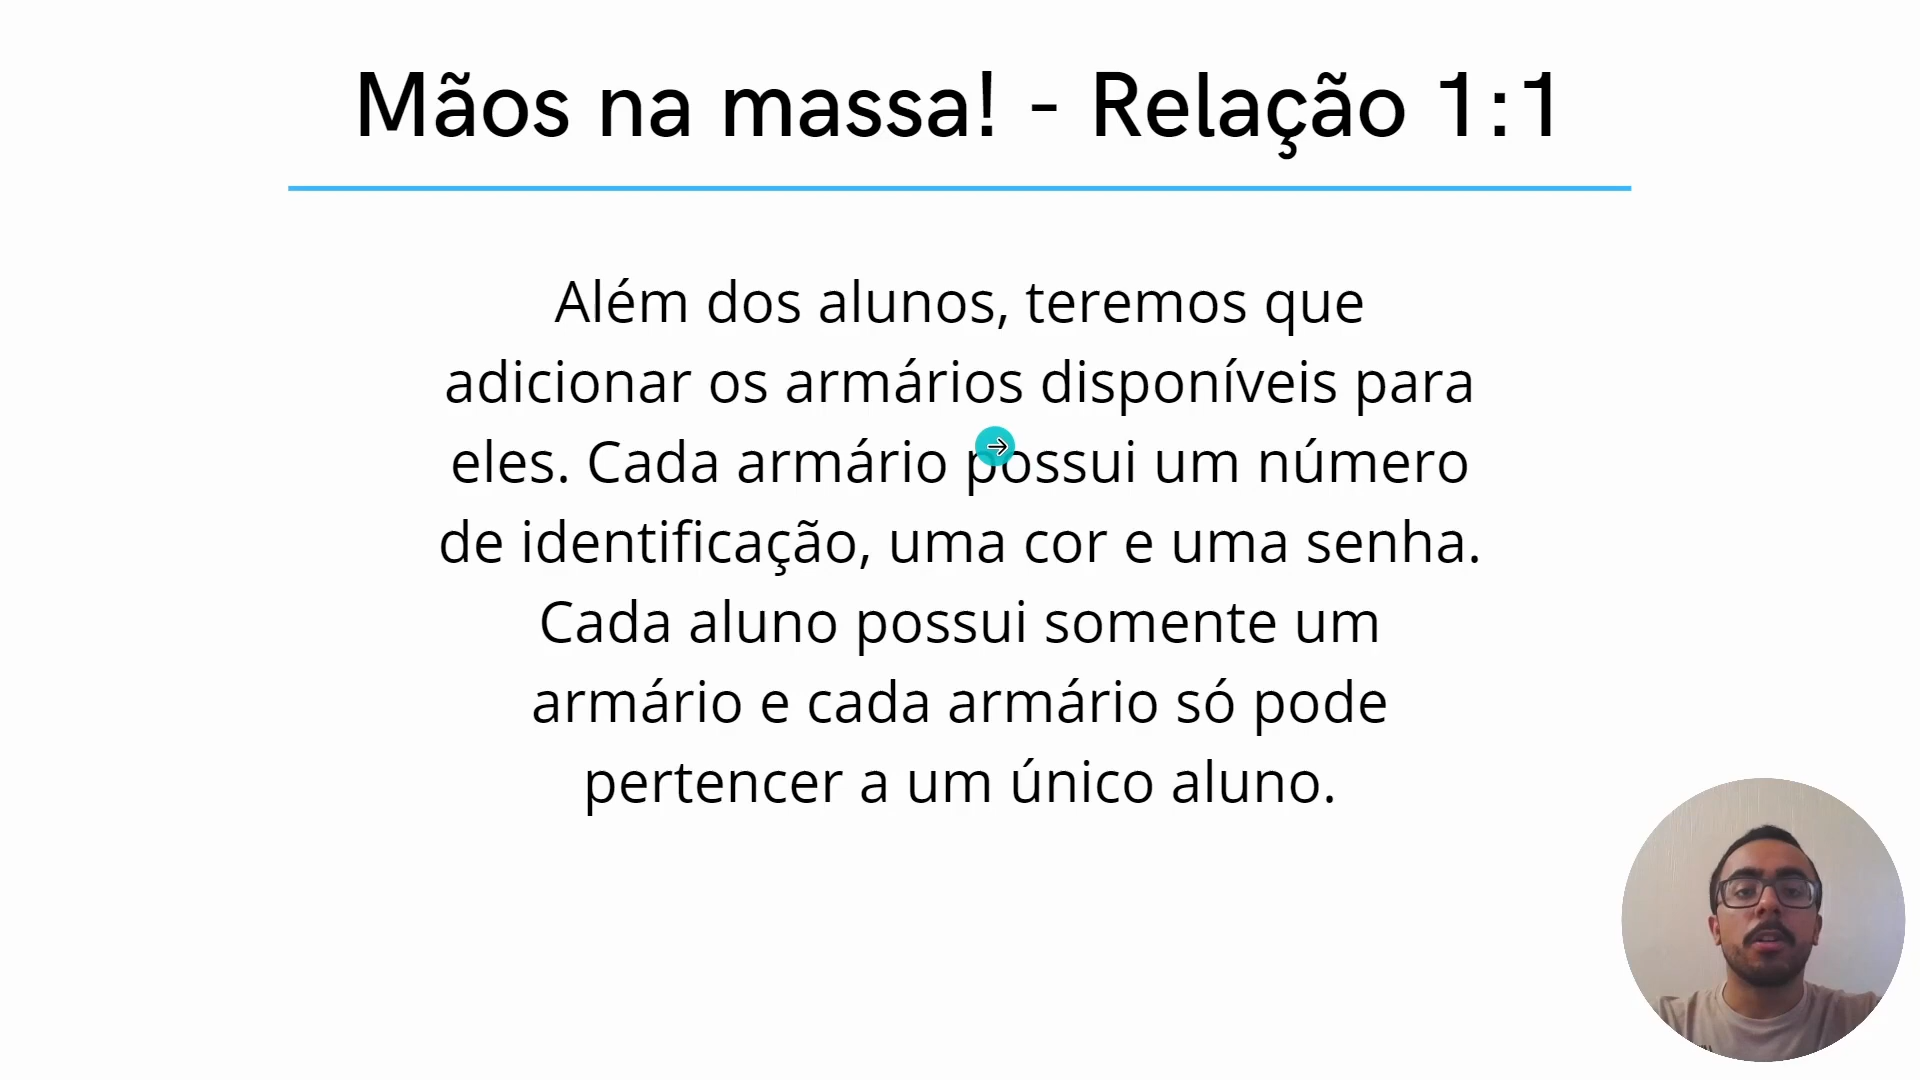 Mãos na massa! - Relação 1:1
Além dos alunos, teremos que
adicionar os armários disponíveis para
eles. Cada armário possui um número
de identificação, uma cor e uma senha.
Cada aluno possui somente um
armário e cada armário só pode
pertencer a um único aluno.